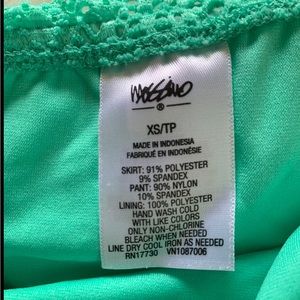 mossimo
®
XS/TP
MADE IN INDONESIA
FABRIQUÉ EN INDONÉSIE
SKIRT: 91% POLYESTER
9% SPANDEX
PANT: 90% NYLON
10% SPANDEX
LINING: 100% POLYESTER
HAND WASH COLD
WITH LIKE COLORS
ONLY NON-CHLORINE
BLEACH WHEN NEEDED
LINE DRY COOL IRON AS NEEDED
RN17730 VN1087006